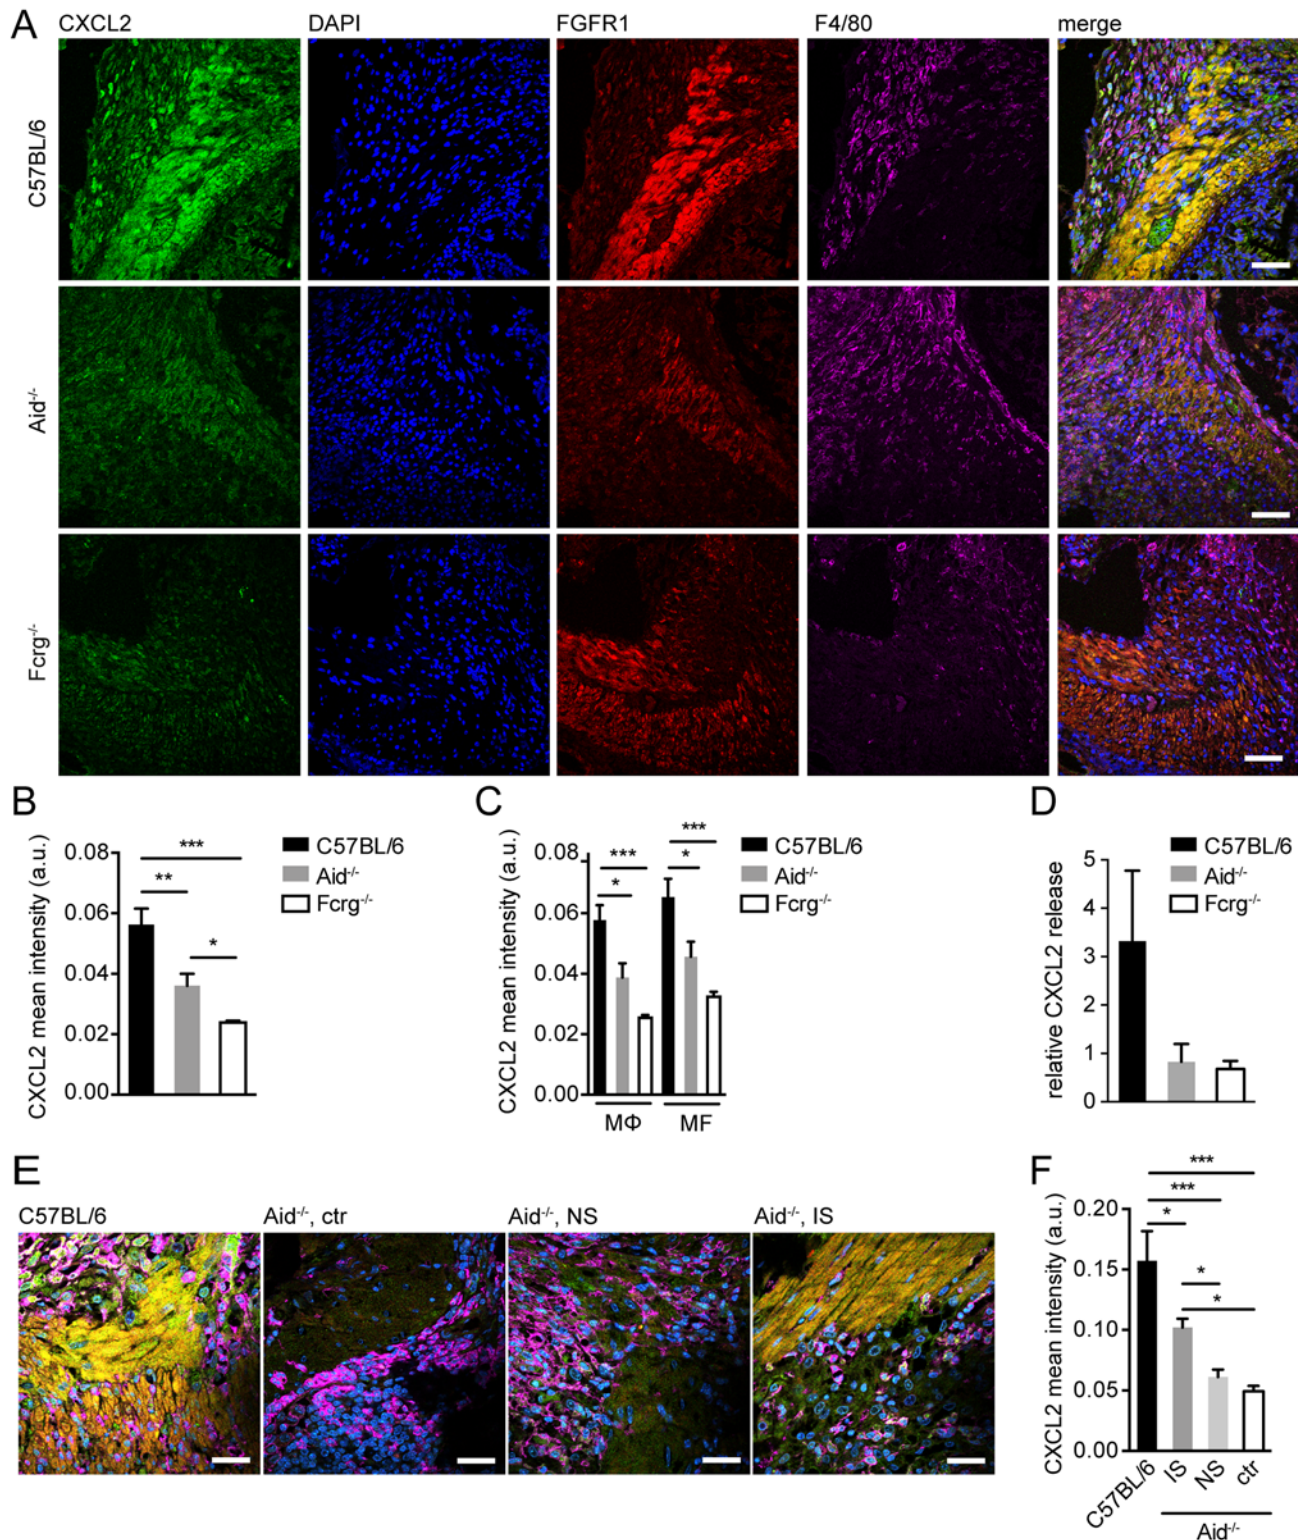 A
CXCL2 DAPI FGFR1 F4/80 merge
C57BL/6
Aid-/-
Fcrg-/-
B
CXCL2 mean intensity (a.u.)
0.08
0.06
0.04
0.02
0.00
***
**
*
C57BL/6
Aid-/-
Fcrg-/-
C
CXCL2 mean intensity (a.u.)
0.08
0.06
0.04
0.02
0.00
***
*
***
*
MΦ MF
C57BL/6
Aid-/-
Fcrg-/-
D
relative CXCL2 release
5
4
3
2
1
0
C57BL/6
Aid-/-
Fcrg-/-
E
C57BL/6 Aid-/-, ctr Aid-/-, NS Aid-/-, IS
F
CXCL2 mean intensity (a.u.)
0.20
0.15
0.10
0.05
0.00
***
***
*
*
*
C57BL/6 IS NS ctr
Aid-/-